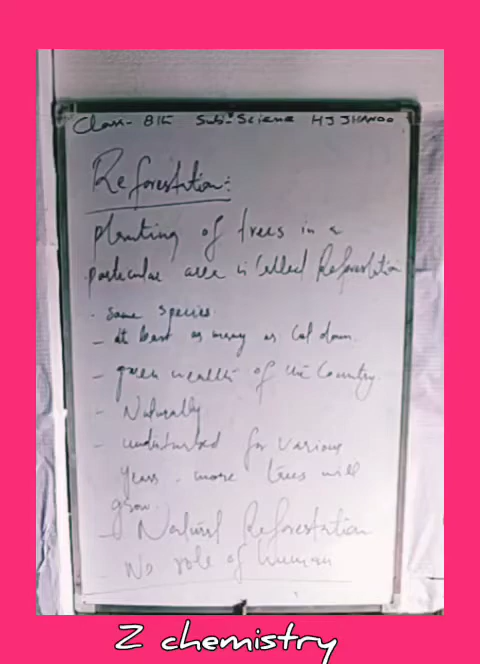 Class- 8th Sub-Science HJ JHANDO
Reforestation:-
planting of trees in a
particular area is called Reforestation
- Same species.
- at least as many as Cut down.
- green wealth of the Country.
- Naturally
- undisturbed for various
years. more trees will
grow.
- Natural Reforestation
- No role of human
Z chemistry